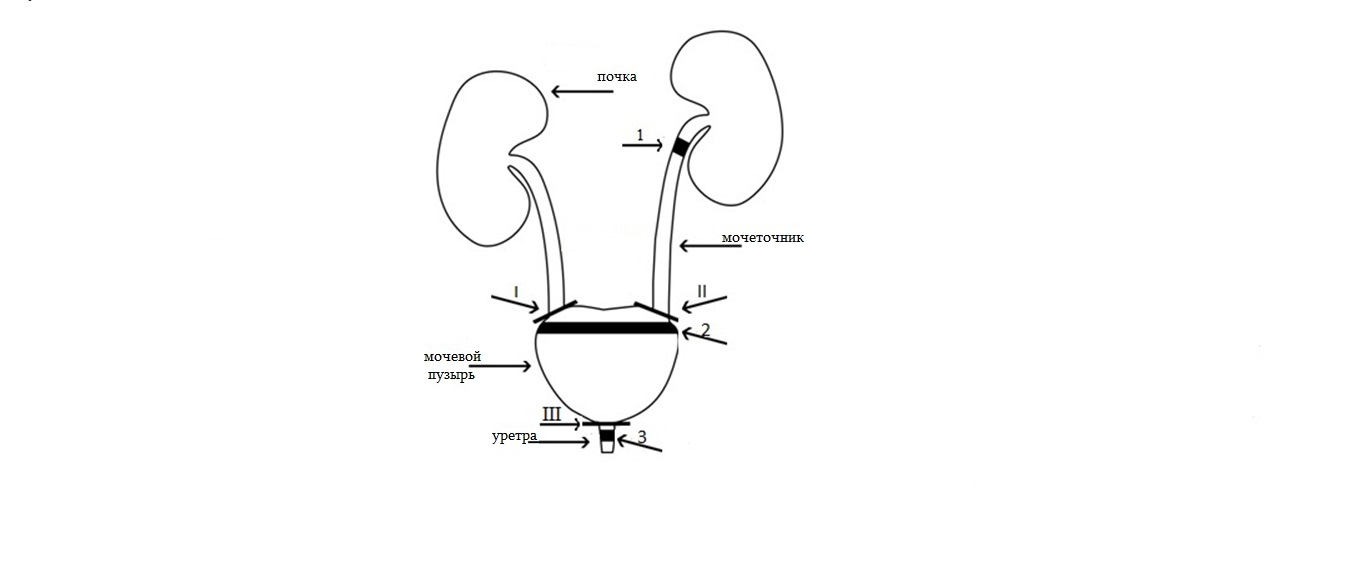 почка
1
мочеточник
I
II
2
мочевой
пузырь
III
уретра
3